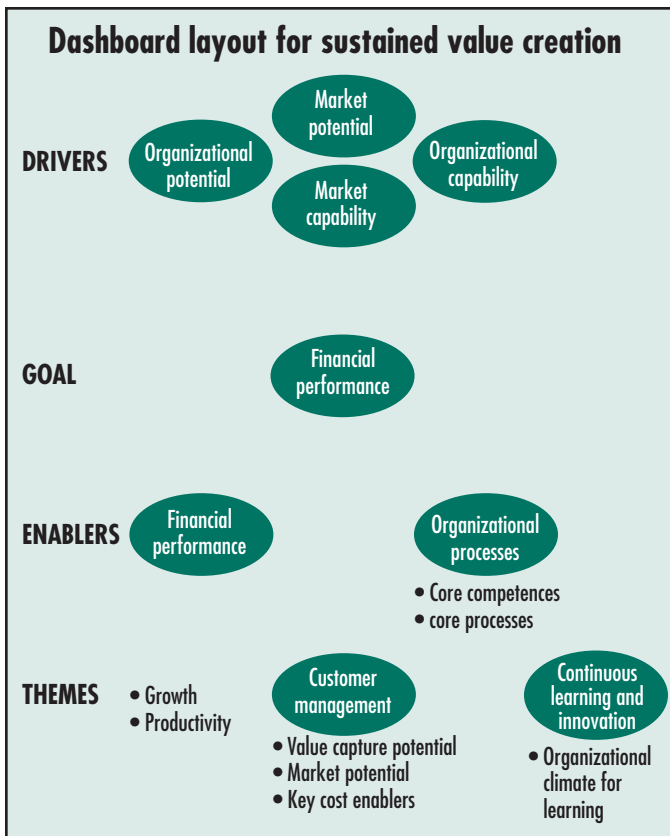 Dashboard layout for sustained value creation
DRIVERS
Organizational
potential
Market
potential
Market
capability
Organizational
capability
GOAL
Financial
performance
ENABLERS
Financial
performance
Organizational
processes
• Core competences
• core processes
THEMES
• Growth
• Productivity
Customer
management
• Value capture potential
• Market potential
• Key cost enablers
Continuous
learning and
innovation
• Organizational
climate for
learning